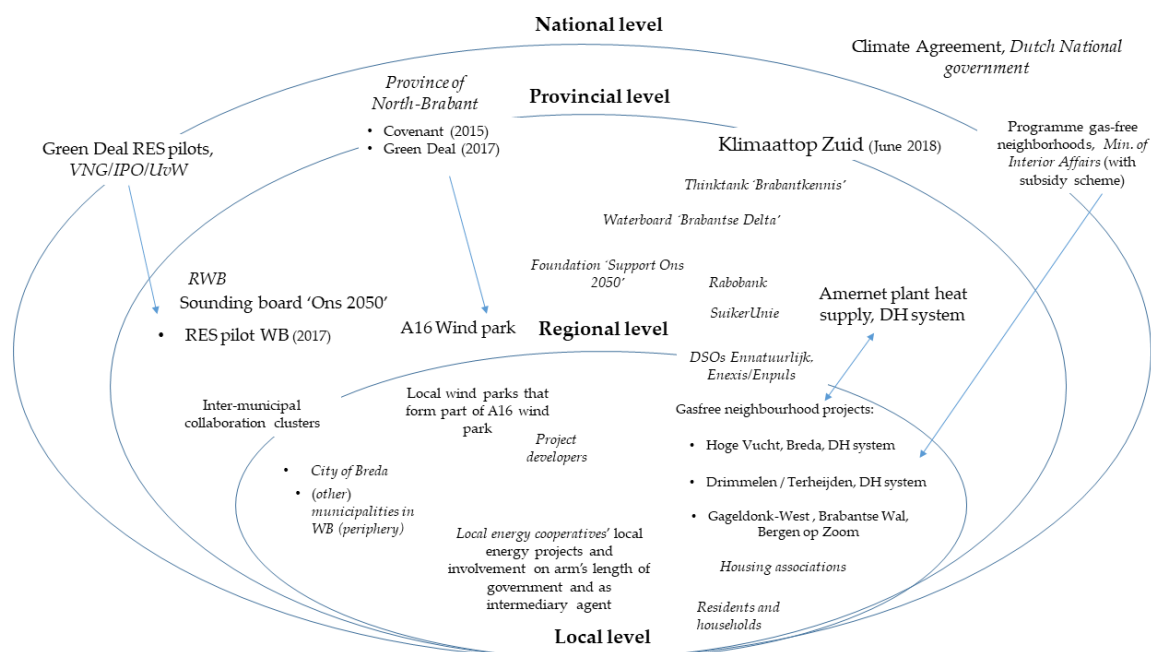 National level
Climate Agreement, Dutch National
government
Province of
North-Brabant
• Covenant (2015)
• Green Deal (2017)
Provincial level
Green Deal RES pilots,
VNG/IPO/UvW
Klimaattop Zuid (June 2018)
Programme gas-free
neighborhoods, Min. of
Interior Affairs (with
subsidy scheme)
Thinktank ‘Brabantkennis’
Waterboard ‘Brabantse Delta’
Foundation ‘Support Ons
2050’
Rabobank
SuikerUnie
RWB
Sounding board ‘Ons 2050’
• RES pilot WB (2017)
A16 Wind park
Regional level
Amernet plant heat
supply, DH system
DSOs Ennatuurlijk,
Enexis/Enpuls
Inter-municipal
collaboration clusters
Local wind parks that
form part of A16 wind
park
Project
developers
Gasfree neighbourhood projects:
• Hoge Vucht, Breda, DH system
• Drimmelen / Terheijden, DH system
• Gageldonk-West , Brabantse Wal,
Bergen op Zoom
• City of Breda
• (other)
municipalities in
WB (periphery)
Local energy cooperatives’ local
energy projects and
involvement on arm’s length of
government and as
intermediary agent
Housing associations
Residents and
households
Local level